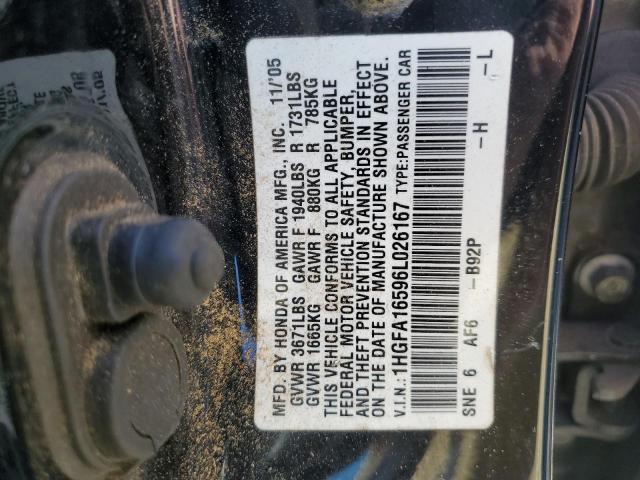 MFD. BY HONDA OF AMERICA MFG., INC. 11/'05
GVWR 3671LBS GAWR F 1940LBS R 1731LBS
GVWR 1665KG GAWR F 880KG R 785KG
THIS VEHICLE CONFORMS TO ALL APPLICABLE
FEDERAL MOTOR VEHICLE SAFETY, BUMPER,
AND THEFT PREVENTION STANDARDS IN EFFECT
ON THE DATE OF MANUFACTURE SHOWN ABOVE.
V.I.N.: 1HGFA16596L026167 TYPE:PASSENGER CAR
SNE 6 AF6 -B92P -H -L